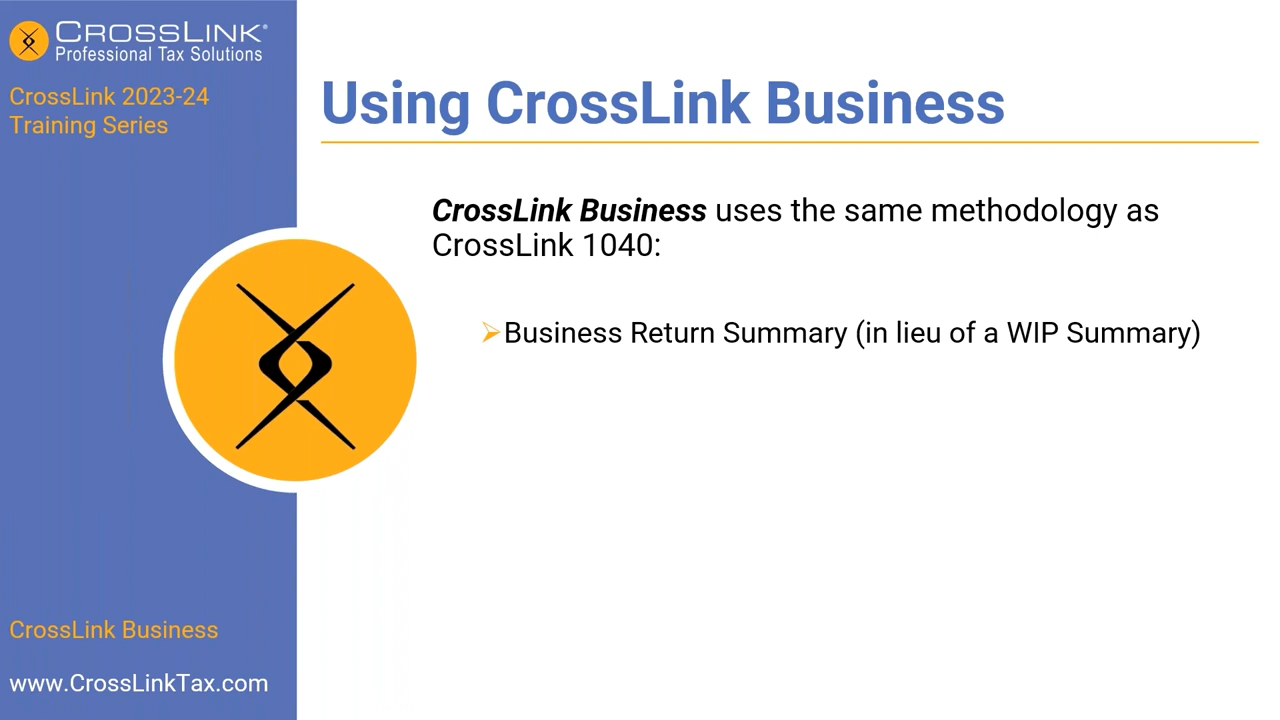 CROSSLINK®
Professional Tax Solutions
CrossLink 2023-24
Training Series
Using CrossLink Business
CrossLink Business uses the same methodology as
CrossLink 1040:
Business Return Summary (in lieu of a WIP Summary)
CrossLink Business
www.CrossLinkTax.com